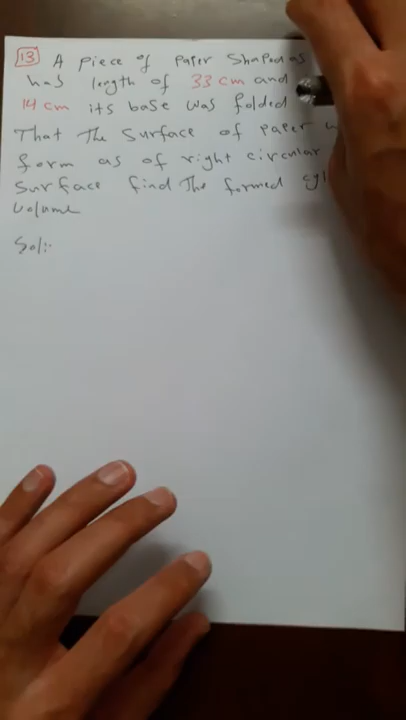 13 A piece of Paper Shaped as
has length of 33 cm and
14 cm its base was folded
That The Surface of paper
form as of right circular
Surface find The formed
volume
Sol: